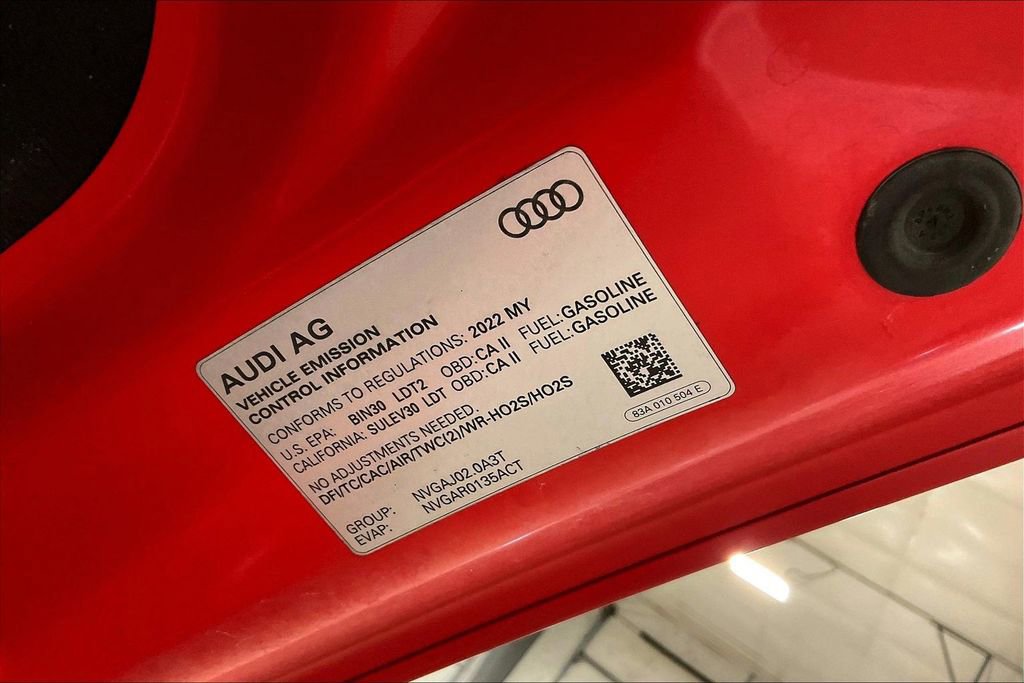 AUDI AG
VEHICLE EMISSION
CONTROL INFORMATION
CONFORMS TO REGULATIONS: 2022 MY
U.S. EPA: BIN30 LDT2 OBD: CA II FUEL: GASOLINE
CALIFORNIA: SULEV30 LDT OBD: CA II FUEL: GASOLINE
NO ADJUSTMENTS NEEDED.
DFI/TC/CAC/AIR/TWC(2)/WR-HO2S/HO2S
GROUP: NVGAJ02.0A3T
EVAP: NVGAR0135ACT
83A 010 504 E